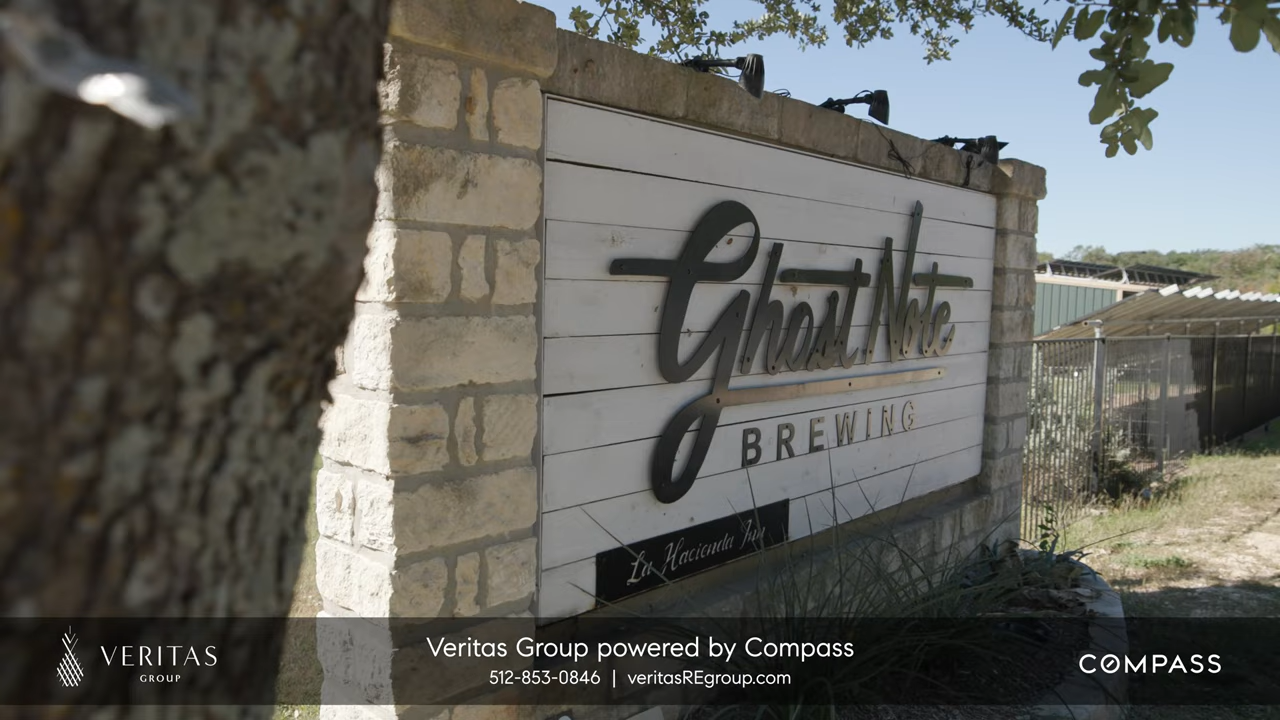 Ghost Note
BREWING
La Hacienda Inn
VERITAS
GROUP
Veritas Group powered by Compass
512-853-0846 | veritasREgroup.com
COMPASS